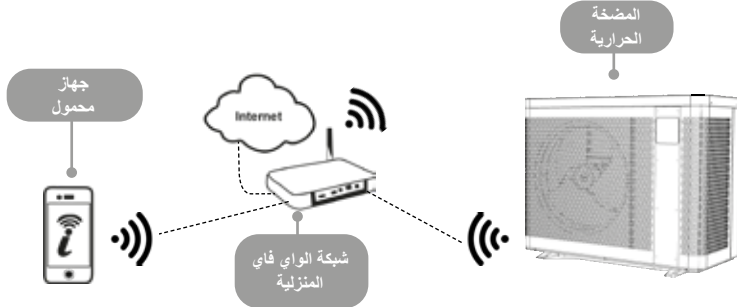 المضخة
الحرارية
جهاز
محمول
Internet
شبكة الواي فاي
المنزلية